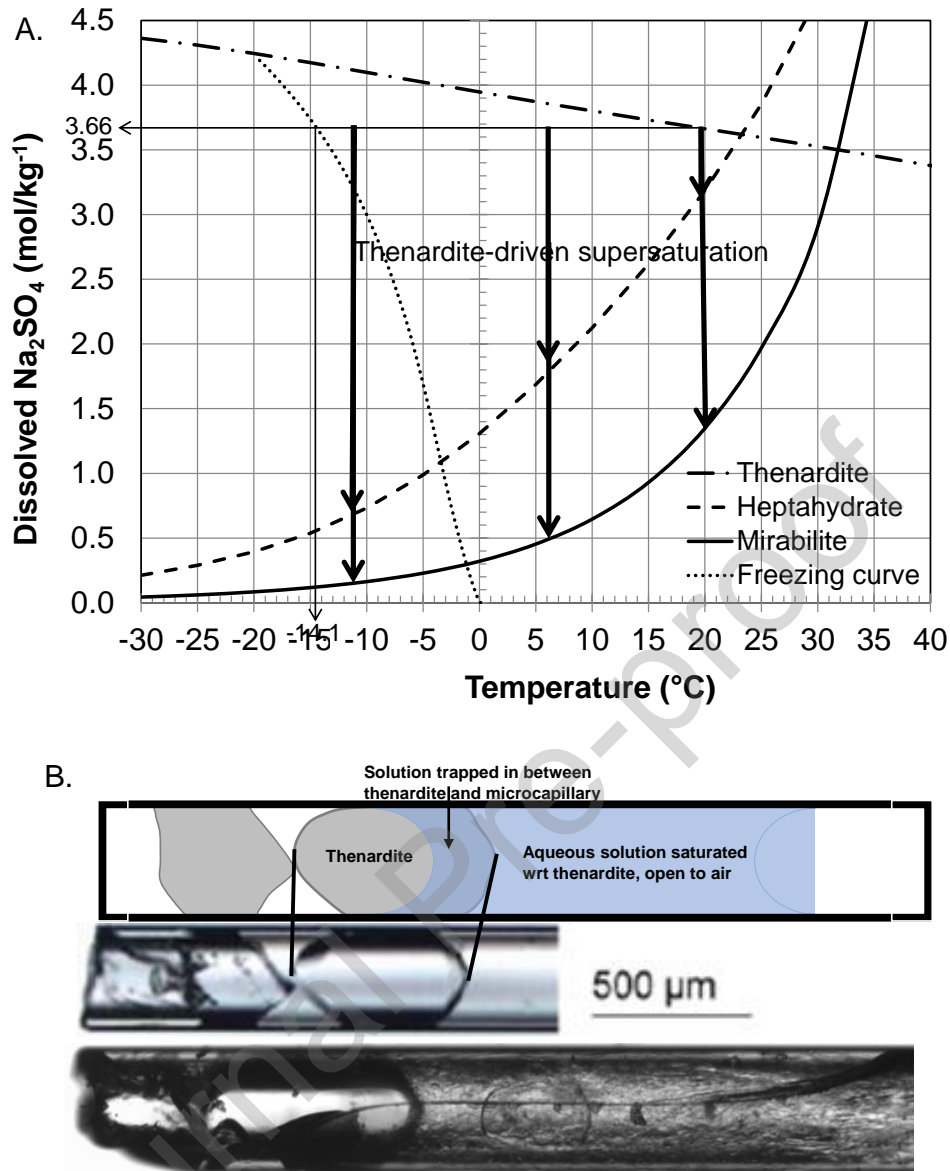 A.
4.5
4.0
3.66
3.5
3.0
2.5
2.0
1.5
1.0
0.5
0.0
Dissolved Na₂SO₄ (mol/kg⁻¹)
Thenardite-driven supersaturation
Thenardite
Heptahydrate
Mirabilite
Freezing curve
-30 -25 -20 -15 -10 -5 0 5 10 15 20 25 30 35 40
-14.1
Temperature (°C)
B.
Solution trapped in between
thenardite and microcapillary
Thenardite
Aqueous solution saturated
wrt thenardite, open to air
500 µm
rnal Pre-proof